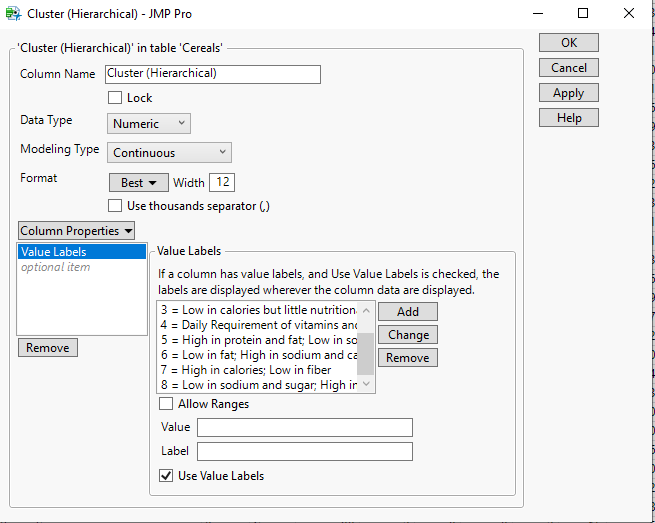 Cluster (Hierarchical) - JMP Pro
'Cluster (Hierarchical)' in table 'Cereals'
OK
Column Name Cluster (Hierarchical)
Cancel
Lock
Apply
Data Type Numeric
Help
Modeling Type Continuous
Format Best Width 12
Use thousands separator (,)
Column Properties
Value Labels
optional item
Remove
Value Labels
If a column has value labels, and Use Value Labels is checked, the
labels are displayed wherever the column data are displayed.
3 = Low in calories but little nutritiona
4 = Daily Requirement of vitamins and
5 = High in protein and fat; Low in so
6 = Low in fat; High in sodium and ca
7 = High in calories; Low in fiber
8 = Low in sodium and sugar; High in
Add
Change
Remove
Allow Ranges
Value
Label
Use Value Labels